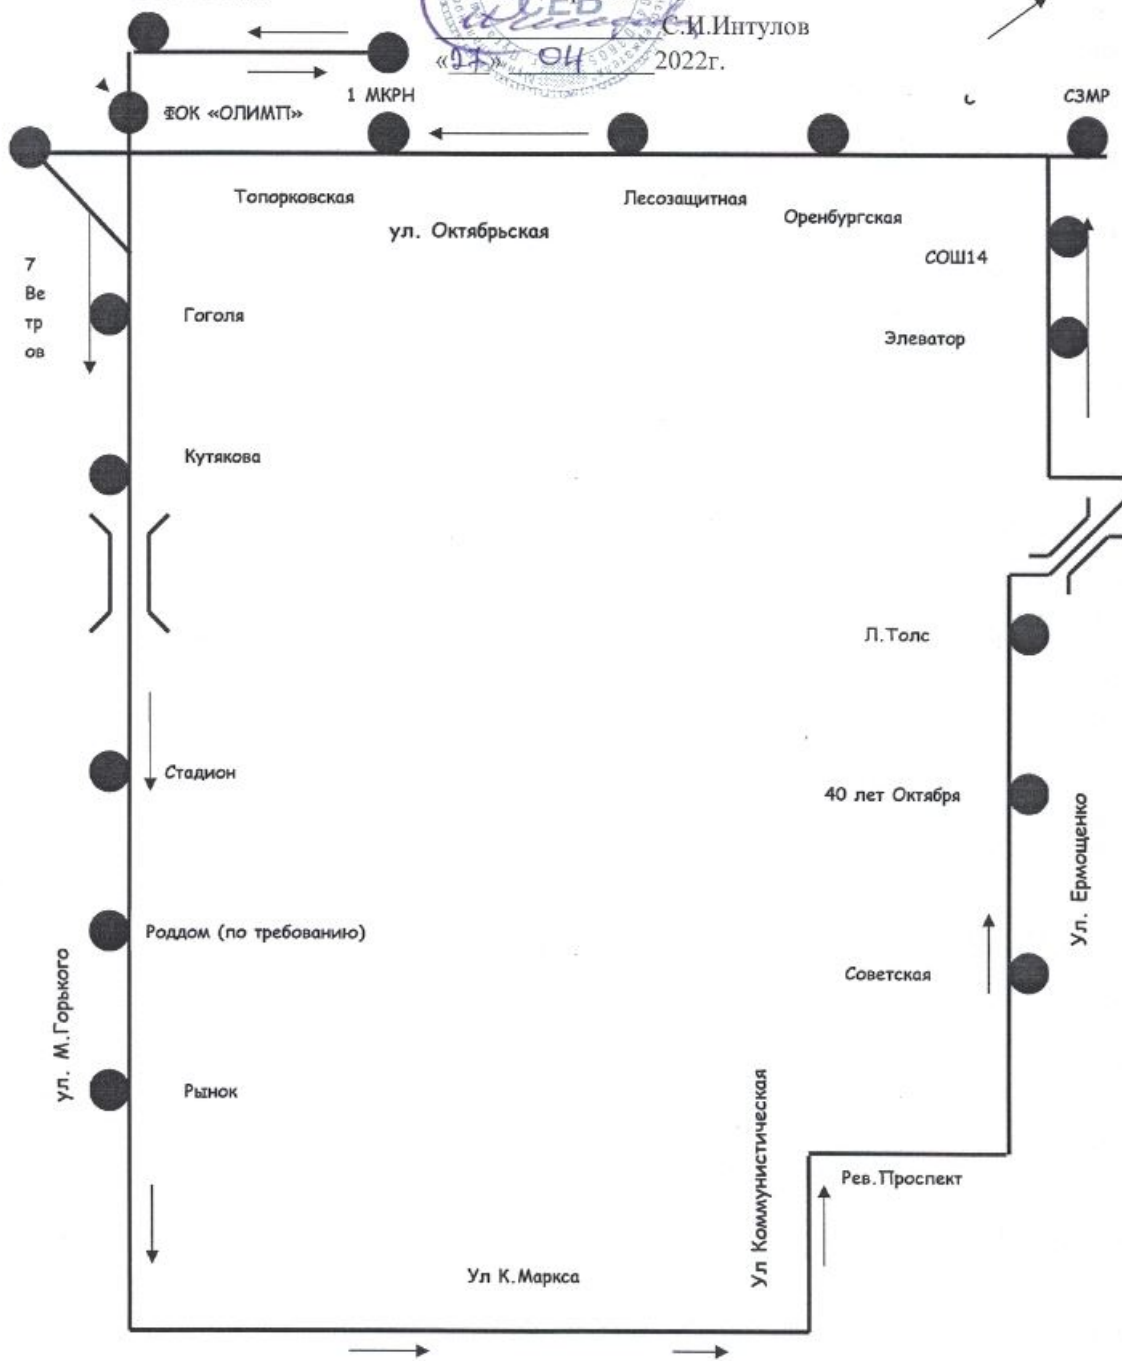 С.И.Интулов
«27» 04 2022г.
1 МКРН
СЗМР
ФОК «ОЛИМП»
Топорковская
Лесозащитная
Оренбургская
ул. Октябрьская
СОШ14
7
Ве
тр
ов
Гоголя
Элеватор
Кутякова
Л.Толс
Стадион
40 лет Октября
Ул. Ермощенко
Роддом (по требованию)
Советская
ул. М.Горького
Рынок
Ул Коммунистическая
Рев.Проспект
Ул К.Маркса